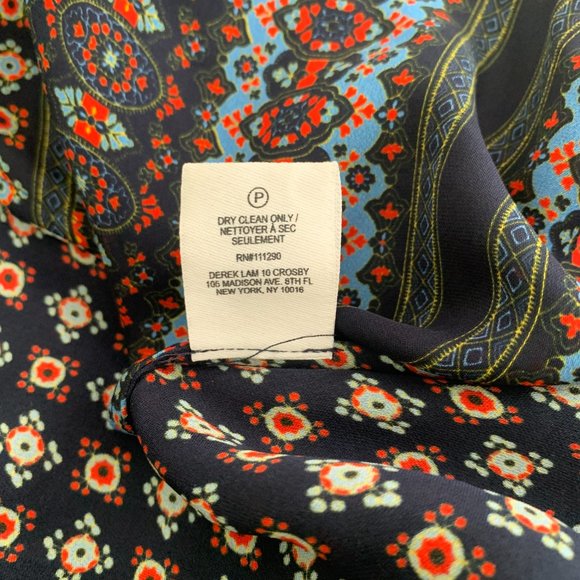 P
DRY CLEAN ONLY /
NETTOYER À SEC
SEULEMENT
RN#111290
DEREK LAM 10 CROSBY
105 MADISON AVE. 8TH FL
NEW YORK, NY 10016